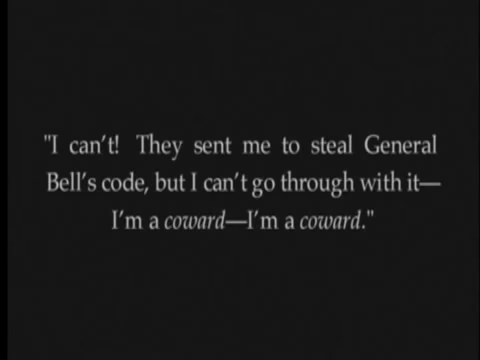 "I can't! They sent me to steal General
Bell's code, but I can't go through with it—
I'm a coward—I'm a coward."